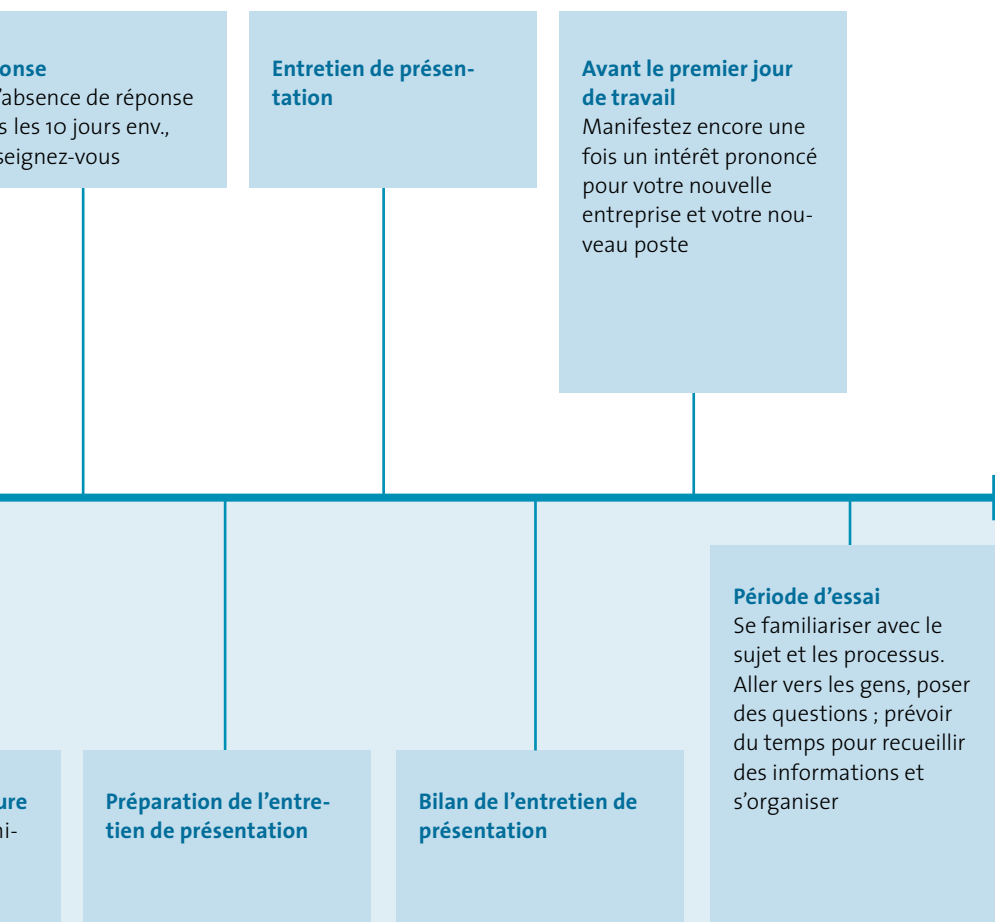 onse
’absence de réponse
s les 10 jours env.,
seignez-vous
Entretien de présen-
tation
Avant le premier jour
de travail
Manifestez encore une
fois un intérêt prononcé
pour votre nouvelle
entreprise et votre nou-
veau poste
ure
ni-
Préparation de l’entre-
tien de présentation
Bilan de l’entretien de
présentation
Période d’essai
Se familiariser avec le
sujet et les processus.
Aller vers les gens, poser
des questions ; prévoir
du temps pour recueillir
des informations et
s’organiser